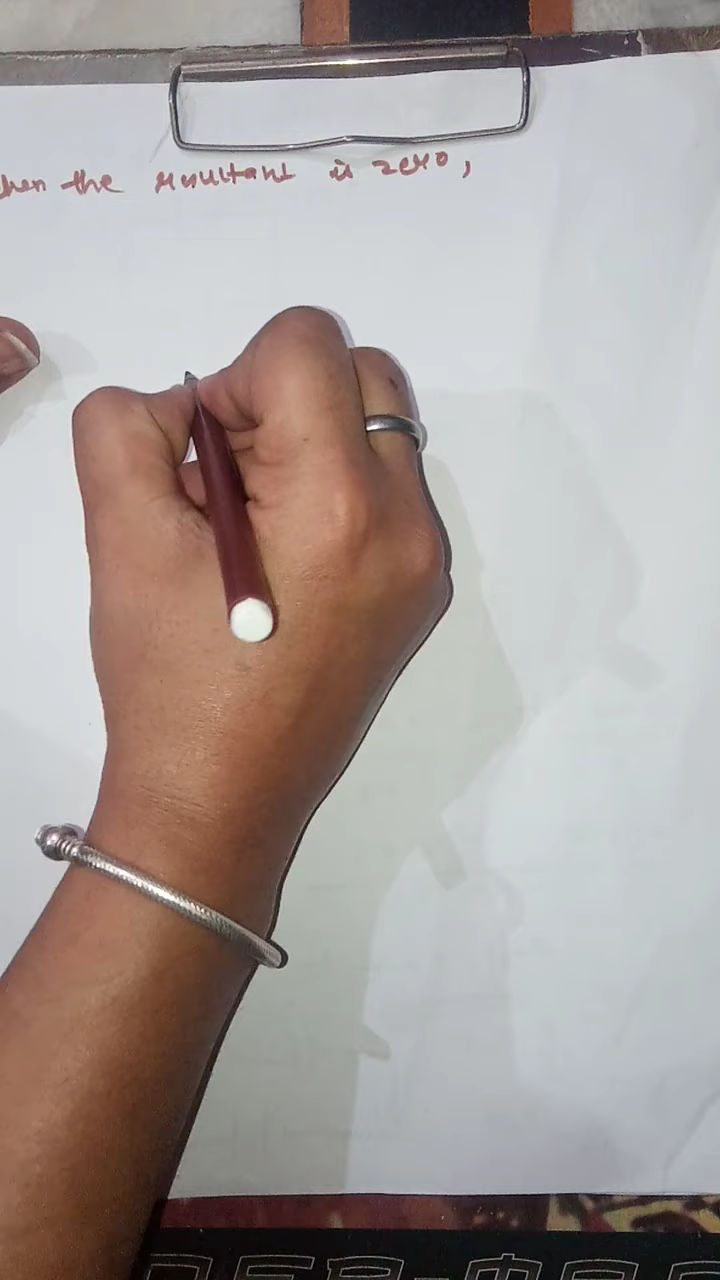 hen the resultant is zero,